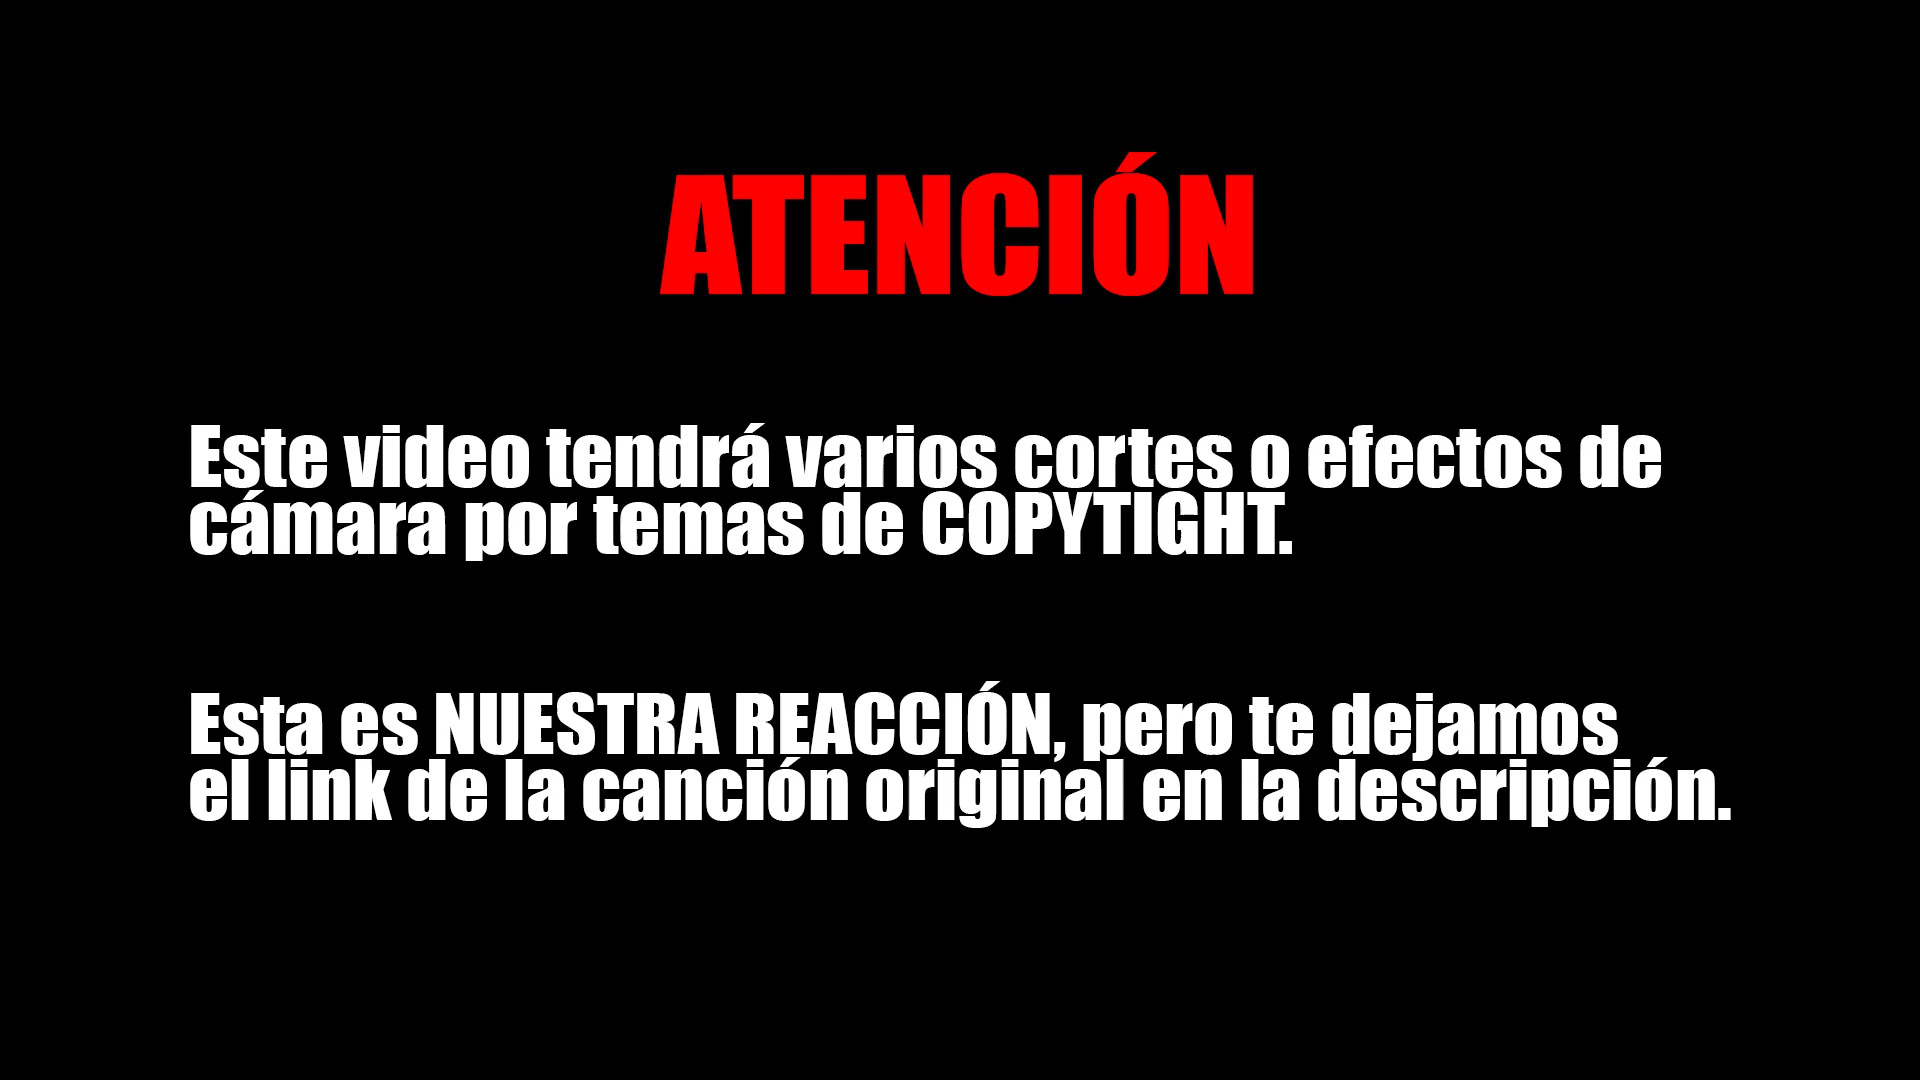 ATENCIÓN
Este video tendrá varios cortes o efectos de
cámara por temas de COPYTIGHT.
Esta es NUESTRA REACCIÓN, pero te dejamos
el link de la canción original en la descripción.